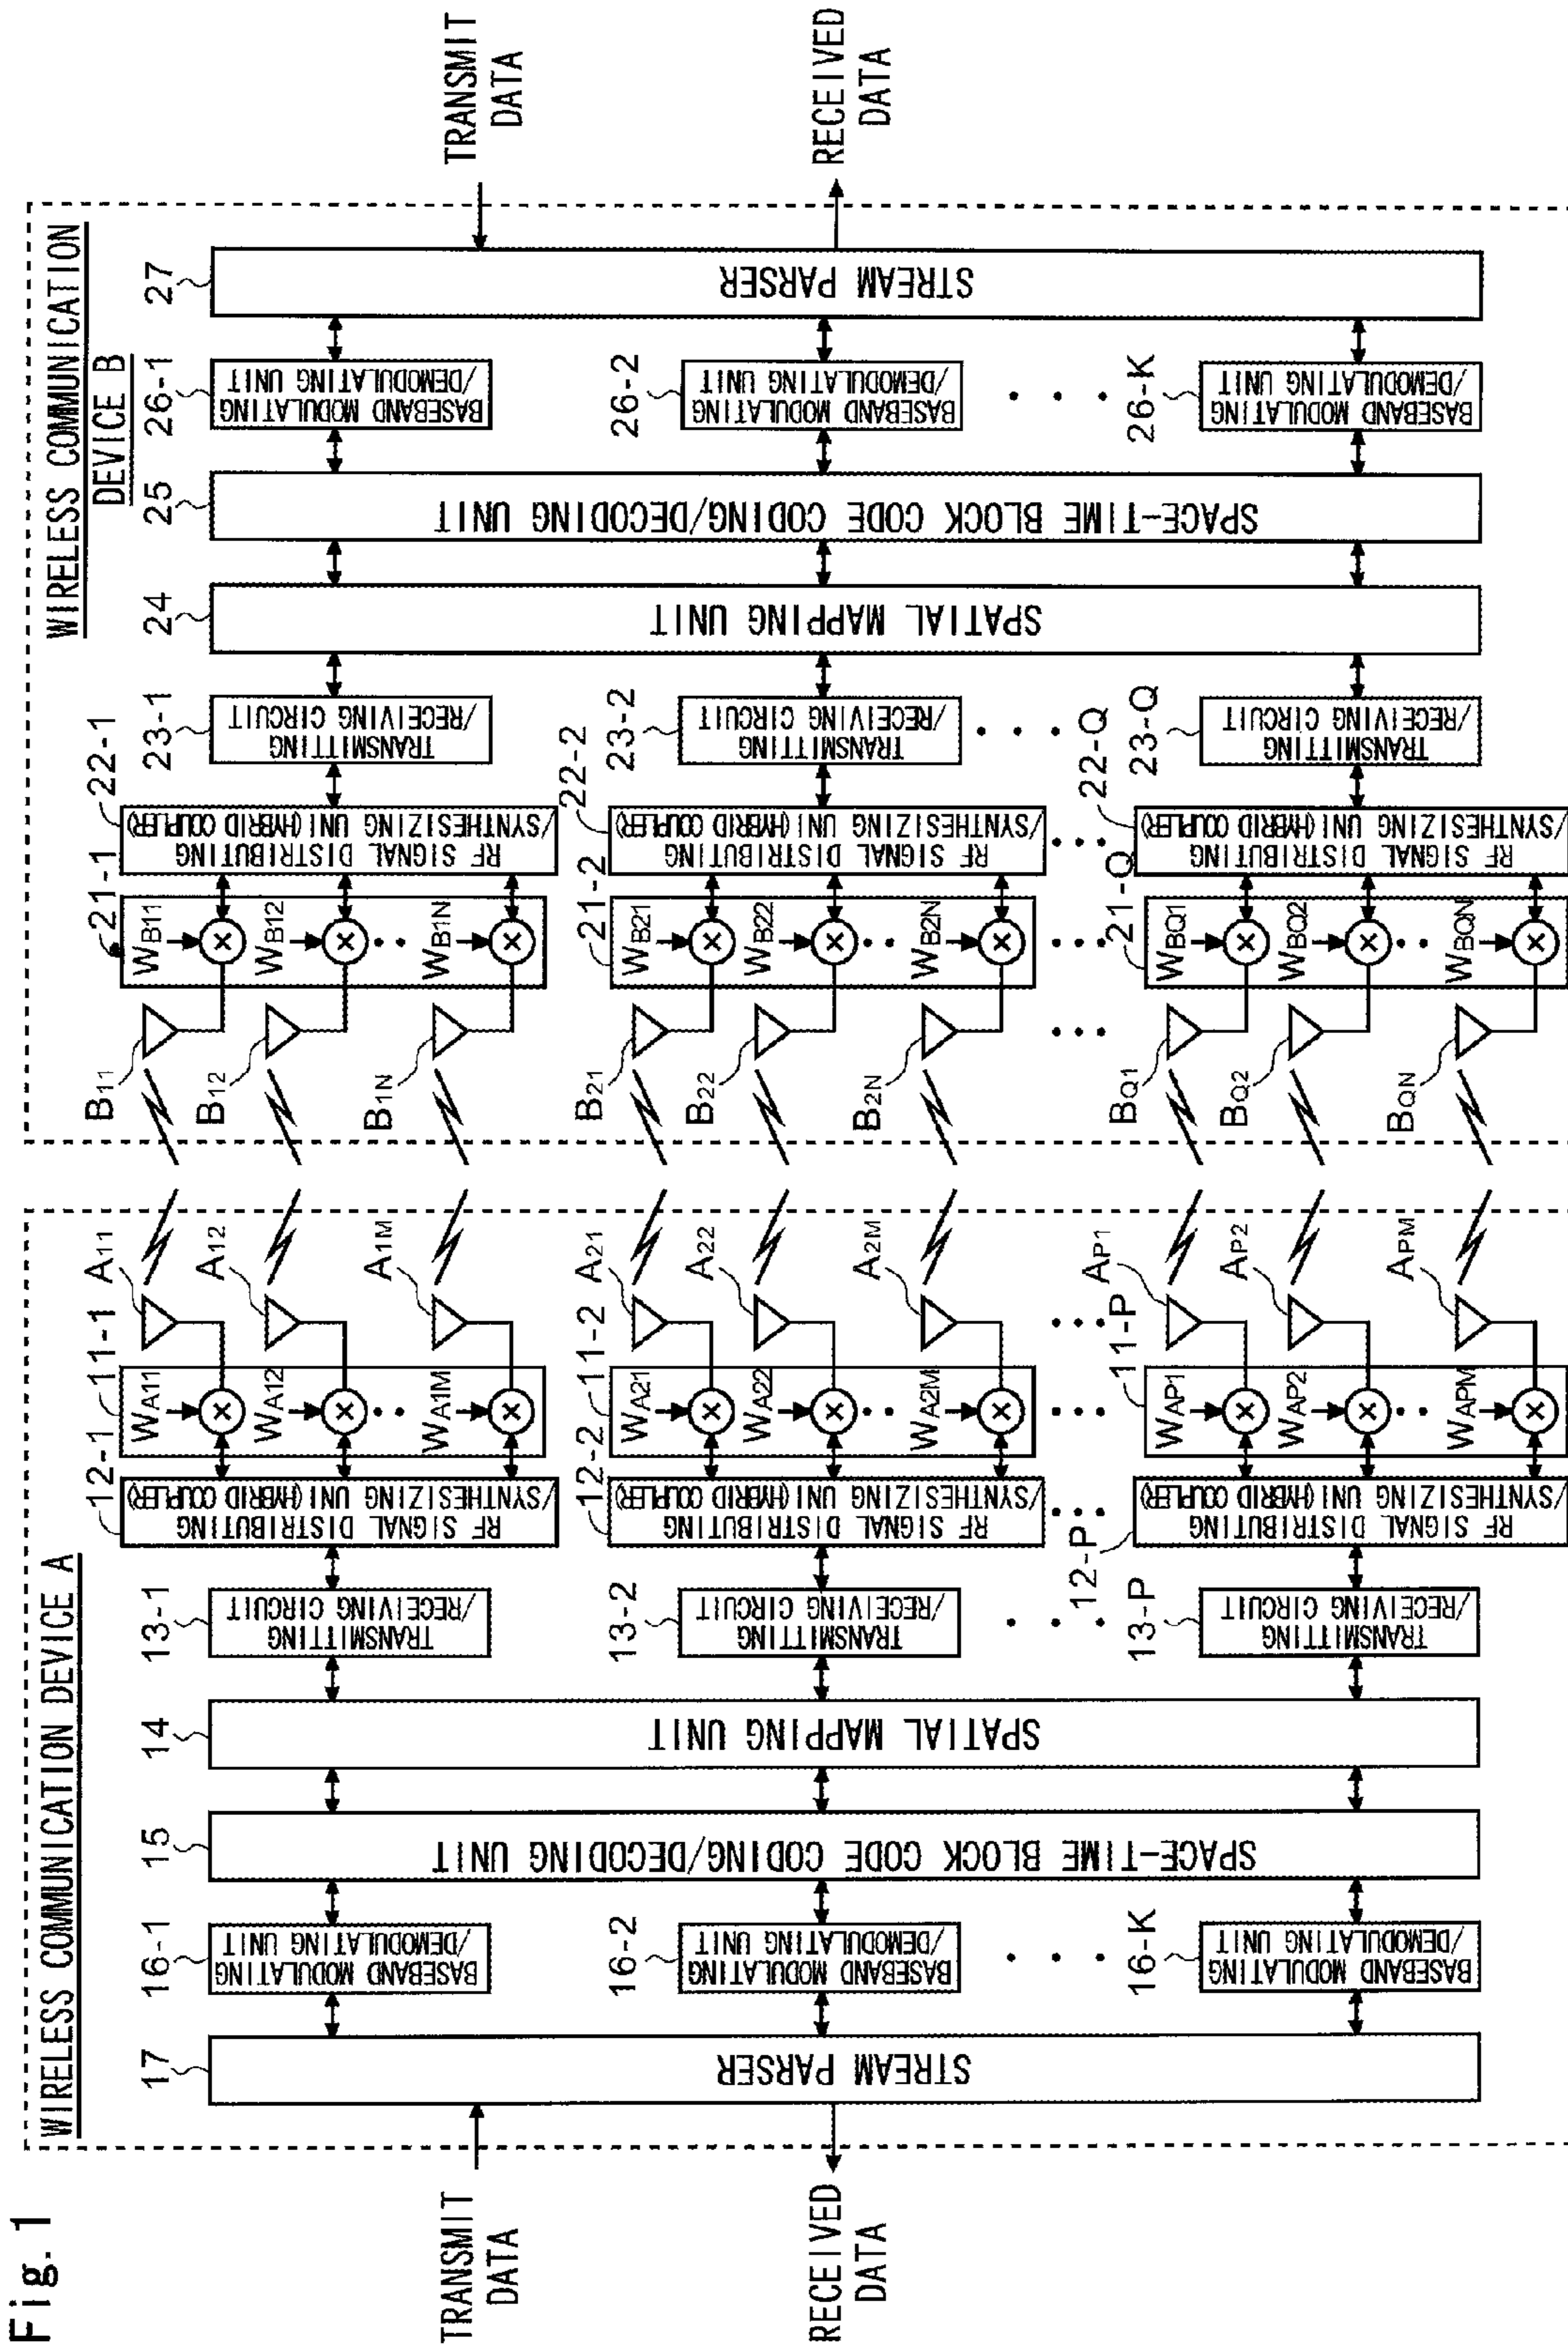 Fig. 1
WIRELESS COMMUNICATION DEVICE A
TRANSMIT
DATA
RECEIVED
DATA
17
STREAM PARSER
16-1
BASEBAND MODULATING
/DEMODULATING UNIT
16-2
BASEBAND MODULATING
/DEMODULATING UNIT
16-K
BASEBAND MODULATING
/DEMODULATING UNIT
15
SPACE-TIME BLOCK CODE CODING/DECODING UNIT
14
SPATIAL MAPPING UNIT
13-1
TRANSMITTING
/RECEIVING CIRCUIT
13-2
TRANSMITTING
/RECEIVING CIRCUIT
13-P
TRANSMITTING
/RECEIVING CIRCUIT
12-1
RF SIGNAL DISTRIBUTING
/SYNTHESIZING UNI(HYBRID COUPLER)
12-2
RF SIGNAL DISTRIBUTING
/SYNTHESIZING UNI(HYBRID COUPLER)
12-P
RF SIGNAL DISTRIBUTING
/SYNTHESIZING UNI(HYBRID COUPLER)
11-1
WA11
WA12
WA1M
11-2
WA21
WA22
WA2M
11-P
WAP1
WAP2
WAPM
A11
A12
A1M
A21
A22
A2M
AP1
AP2
APM
WIRELESS COMMUNICATION
DEVICE B
B11
B12
B1N
B21
B22
B2N
BQ1
BQ2
BQN
21-1
WB11
WB12
WB1N
21-2
WB21
WB22
WB2N
21-Q
WBQ1
WBQ2
WBQN
22-1
RF SIGNAL DISTRIBUTING
/SYNTHESIZING UNI(HYBRID COUPLER)
22-2
RF SIGNAL DISTRIBUTING
/SYNTHESIZING UNI(HYBRID COUPLER)
22-Q
RF SIGNAL DISTRIBUTING
/SYNTHESIZING UNI(HYBRID COUPLER)
23-1
TRANSMITTING
/RECEIVING CIRCUIT
23-2
TRANSMITTING
/RECEIVING CIRCUIT
23-Q
TRANSMITTING
/RECEIVING CIRCUIT
24
SPATIAL MAPPING UNIT
25
SPACE-TIME BLOCK CODE CODING/DECODING UNIT
26-1
BASEBAND MODULATING
/DEMODULATING UNIT
26-2
BASEBAND MODULATING
/DEMODULATING UNIT
26-K
BASEBAND MODULATING
/DEMODULATING UNIT
27
STREAM PARSER
TRANSMIT
DATA
RECEIVED
DATA